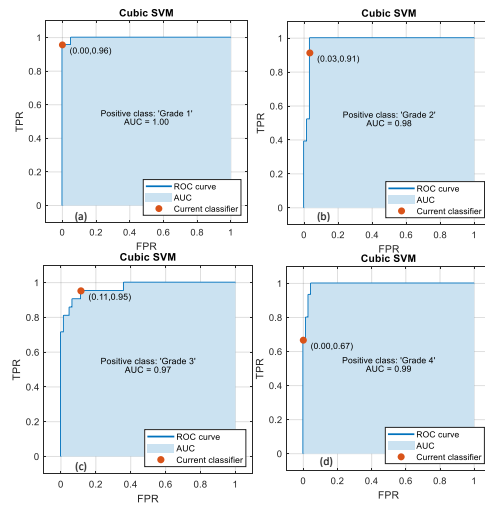 Cubic SVM
1
0.8
0.6
0.4
0.2
0
TPR
(0.00,0.96)
Positive class: 'Grade 1'
AUC = 1.00
ROC curve
AUC
Current classifier
(a)
0 0.2 0.4 0.6 0.8 1
FPR
Cubic SVM
1
0.8
0.6
0.4
0.2
0
TPR
(0.03,0.91)
Positive class: 'Grade 2'
AUC = 0.98
ROC curve
AUC
Current classifier
(b)
0 0.2 0.4 0.6 0.8 1
FPR
Cubic SVM
1
0.8
0.6
0.4
0.2
0
TPR
(0.11,0.95)
Positive class: 'Grade 3'
AUC = 0.97
ROC curve
AUC
Current classifier
(c)
0 0.2 0.4 0.6 0.8 1
FPR
Cubic SVM
1
0.8
0.6
0.4
0.2
0
TPR
(0.00,0.67)
Positive class: 'Grade 4'
AUC = 0.99
ROC curve
AUC
Current classifier
(d)
0 0.2 0.4 0.6 0.8 1
FPR